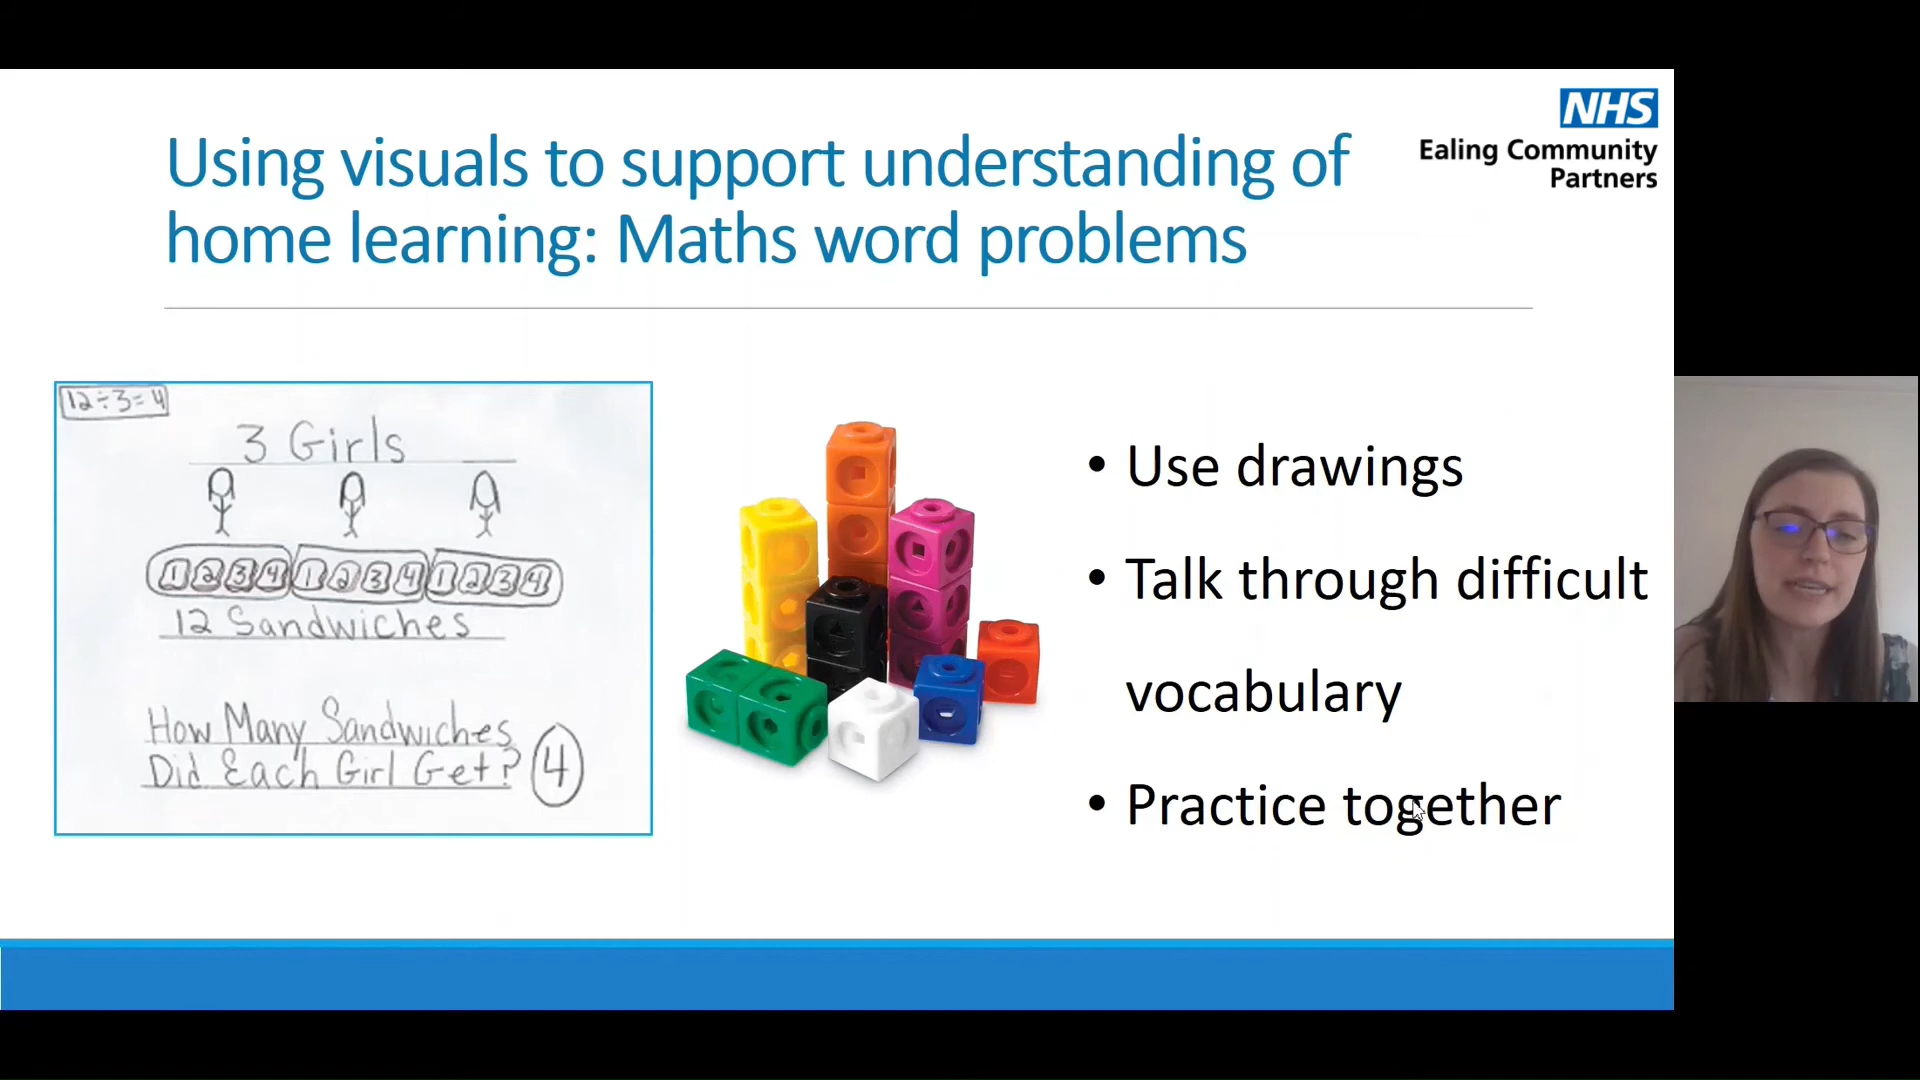 NHS
Ealing Community
Partners
Using visuals to support understanding of
home learning: Maths word problems
12÷3=4
3 Girls
1 2 3 4 1 2 3 4 1 2 3 4
12 Sandwiches
How Many Sandwiches
Did Each Girl Get? 4
• Use drawings
• Talk through difficult
vocabulary
• Practice together